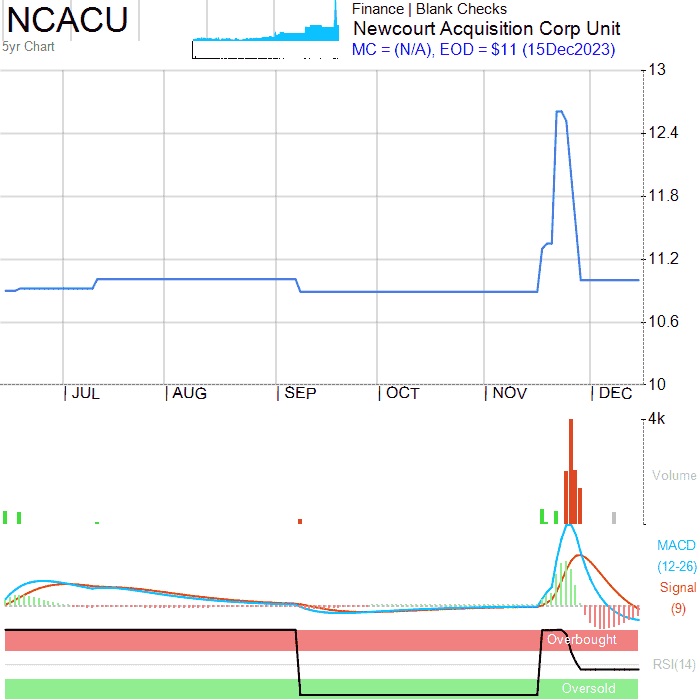 NCACU
5yr Chart
Finance | Blank Checks
Newcourt Acquisition Corp Unit
MC = (N/A), EOD = $11 (15Dec2023)
13
12.4
11.8
11.2
10.6
10
| JUL | AUG | SEP | OCT | NOV | DEC
4k
Volume
MACD
(12-26)
Signal
(9)
Overbought
RSI(14)
Oversold